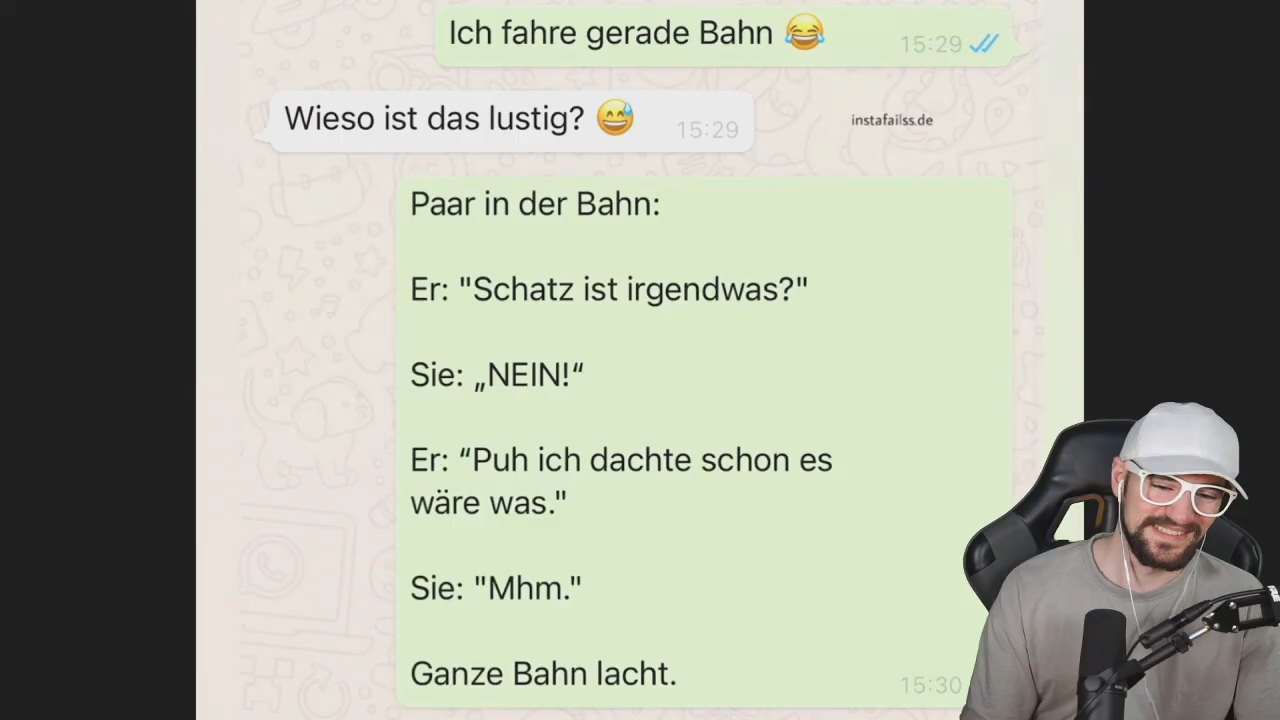 Ich fahre gerade Bahn 😂
15:29
Wieso ist das lustig? 😅
15:29
instafailss.de
Paar in der Bahn:
Er: "Schatz ist irgendwas?"
Sie: „NEIN!“
Er: “Puh ich dachte schon es
wäre was."
Sie: "Mhm."
Ganze Bahn lacht.
15:30